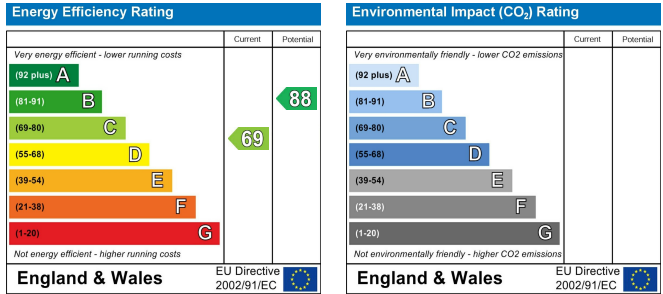 Energy Efficiency Rating
Current Potential
Very energy efficient - lower running costs
(92 plus) A
(81-91) B
88
(69-80) C
69
(55-68) D
(39-54) E
(21-38) F
(1-20) G
Not energy efficient - higher running costs
England & Wales
EU Directive
2002/91/EC
Environmental Impact (CO₂) Rating
Current Potential
Very environmentally friendly - lower CO2 emissions
(92 plus) A
(81-91) B
(69-80) C
(55-68) D
(39-54) E
(21-38) F
(1-20) G
Not environmentally friendly - higher CO2 emissions
England & Wales
EU Directive
2002/91/EC